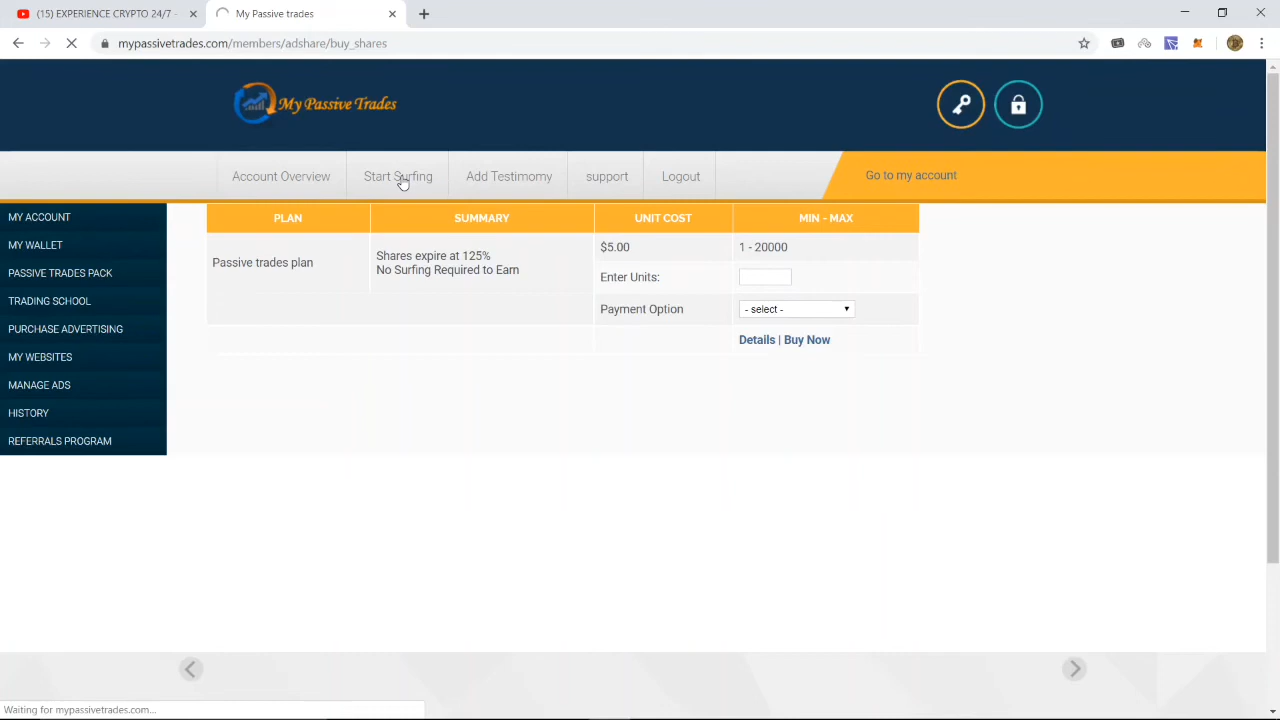 (15) EXPERIENCE CRYPTO 24/7 -
My Passive trades
mypassivetrades.com/members/adshare/buy_shares
My Passive Trades
Account Overview
Start Surfing
Add Testimomy
support
Logout
Go to my account
MY ACCOUNT
MY WALLET
PASSIVE TRADES PACK
TRADING SCHOOL
PURCHASE ADVERTISING
MY WEBSITES
MANAGE ADS
HISTORY
REFERRALS PROGRAM
PLAN
SUMMARY
UNIT COST
MIN - MAX
Passive trades plan
Shares expire at 125%
No Surfing Required to Earn
$5.00
1 - 20000
Enter Units:
Payment Option
- select -
Details | Buy Now
Waiting for mypassivetrades.com...